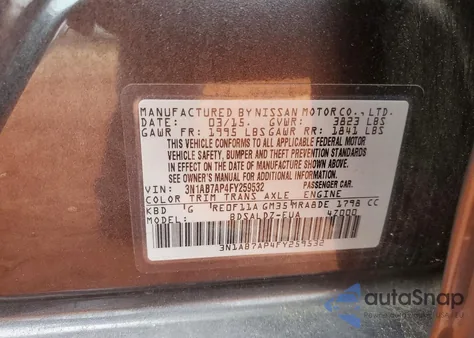 MANUFACTURED BY NISSAN MOTOR CO., LTD.
DATE: 03/15. GVWR: 3823 LBS
GAWR FR: 1995 LBS GAWR RR: 1841 LBS
THIS VEHICLE CONFORMS TO ALL APPLICABLE FEDERAL MOTOR
VEHICLE SAFETY, BUMPER AND THEFT PREVENTION STANDARDS
IN EFFECT ON THE DATE OF MANUFACTURE SHOWN ABOVE.
SEE OWNER'S MANUAL FOR ADDITIONAL INFORMATION
VIN: 3N1AB7AP4FY259532 PASSENGER CAR.
COLOR TRIM TRANS AXLE ENGINE
KBD G RE0F11A GM35 MRA8DE 1798 CC
MODEL: BDSALDZ-EUA 4Z000
3N1AB7AP4FY259532
autoSnap